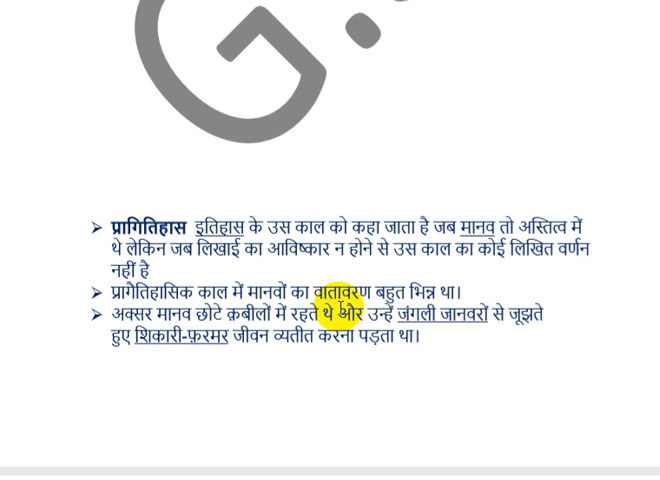 G.
➢ प्रागितिहास इतिहास के उस काल को कहा जाता है जब मानव तो अस्तित्व में
थे लेकिन जब लिखाई का आविष्कार न होने से उस काल का कोई लिखित वर्णन
नहीं है
➢ प्रागैतिहासिक काल में मानवों का वातावरण बहुत भिन्न था।
➢ अक्सर मानव छोटे क़बीलों में रहते थे और उन्हें जंगली जानवरों से जूझते
हुए शिकारी-फ़रमर जीवन व्यतीत करना पड़ता था।